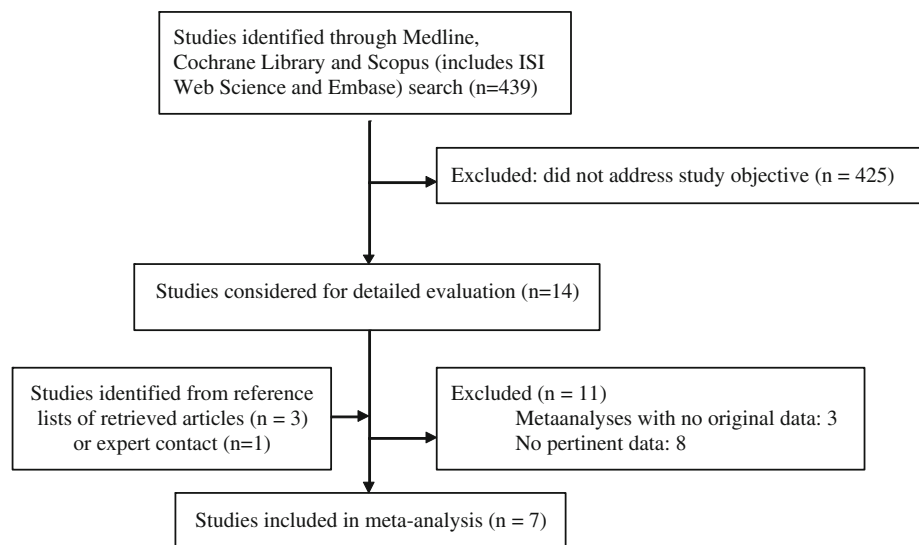 Studies identified through Medline,
Cochrane Library and Scopus (includes ISI
Web Science and Embase) search (n=439)
Excluded: did not address study objective (n = 425)
Studies considered for detailed evaluation (n=14)
Studies identified from reference
lists of retrieved articles (n = 3)
or expert contact (n=1)
Excluded (n = 11)
Metaanalyses with no original data: 3
No pertinent data: 8
Studies included in meta-analysis (n = 7)